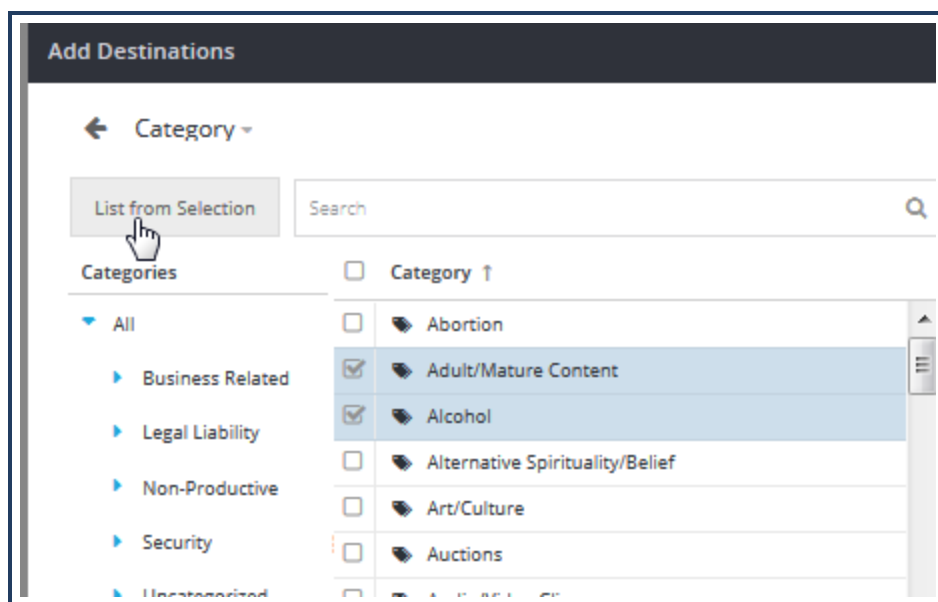 Add Destinations
Category
List from Selection
Search
Categories
Category ↑
All
Abortion
Business Related
Adult/Mature Content
Legal Liability
Alcohol
Non-Productive
Alternative Spirituality/Belief
Security
Art/Culture
Auctions
Uncategorized